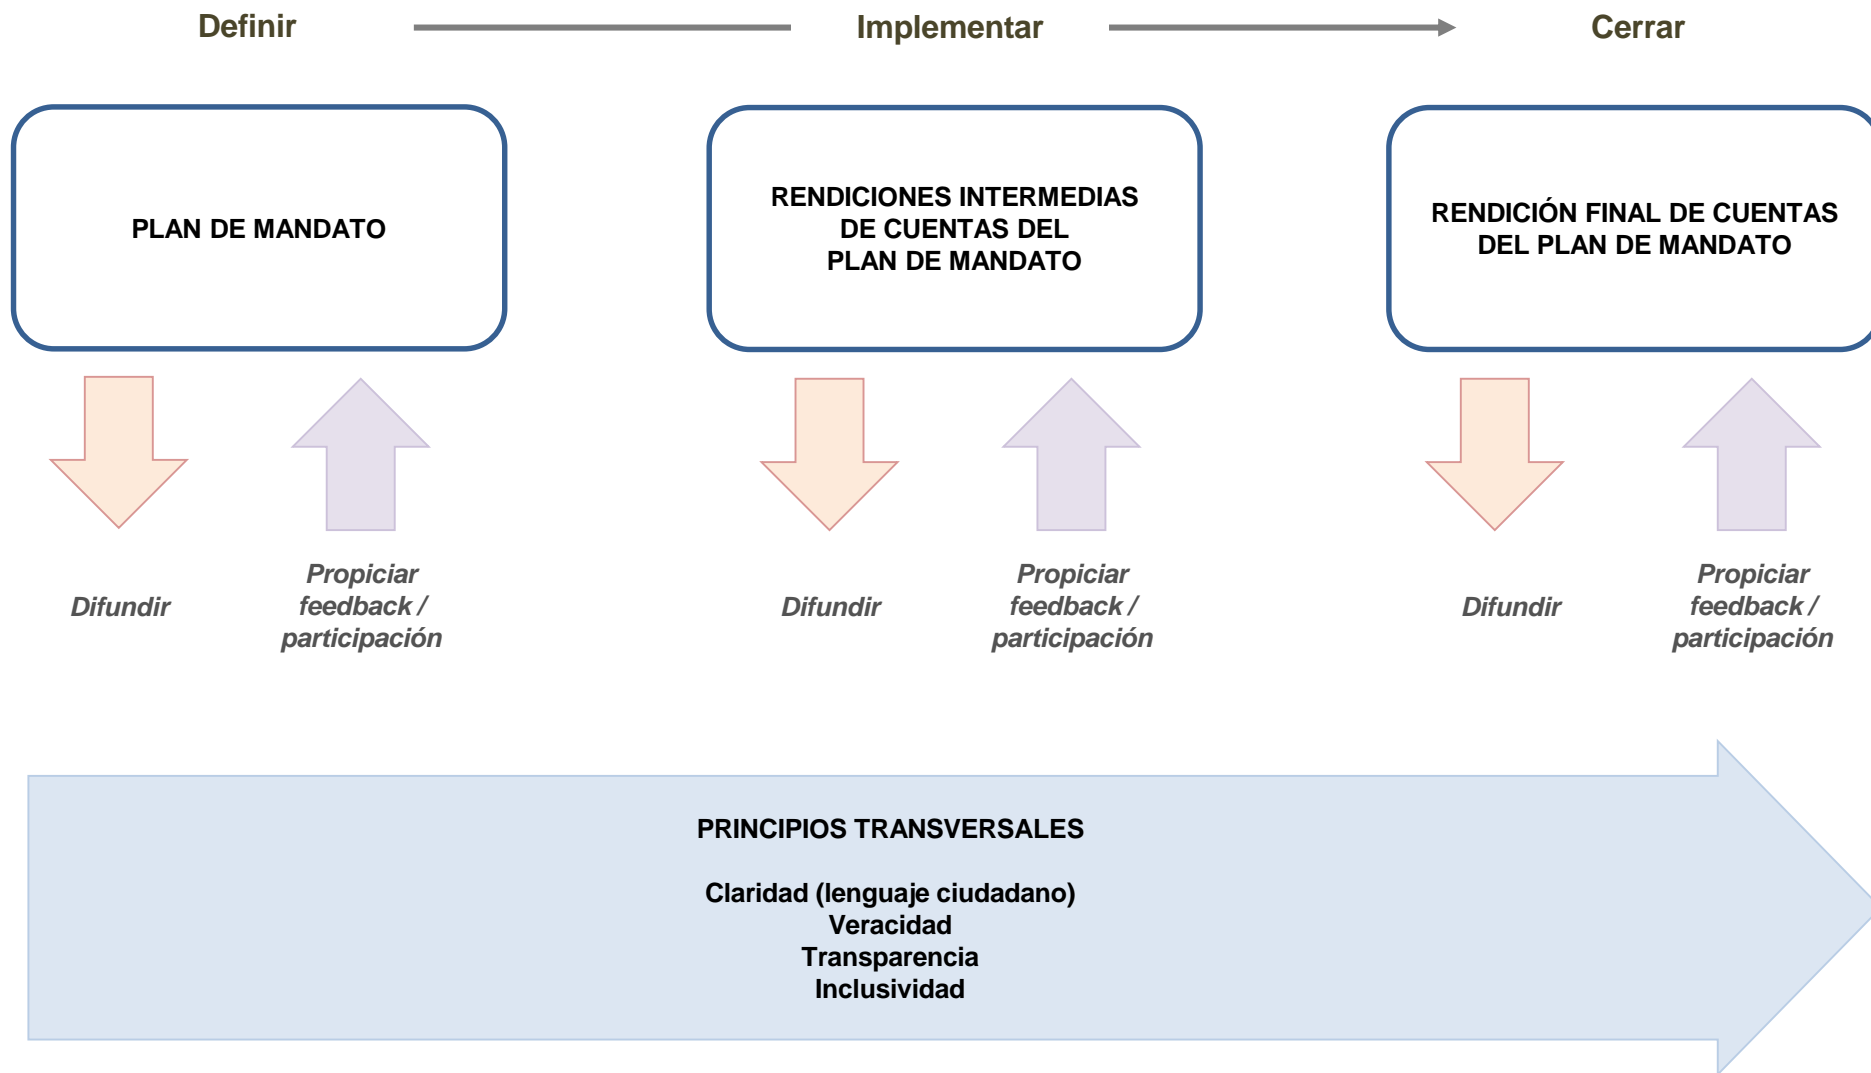 Definir
Implementar
Cerrar
PLAN DE MANDATO
RENDICIONES INTERMEDIAS
DE CUENTAS DEL
PLAN DE MANDATO
RENDICIÓN FINAL DE CUENTAS
DEL PLAN DE MANDATO
Difundir
Propiciar
feedback /
participación
Difundir
Propiciar
feedback /
participación
Difundir
Propiciar
feedback /
participación
PRINCIPIOS TRANSVERSALES
Claridad (lenguaje ciudadano)
Veracidad
Transparencia
Inclusividad